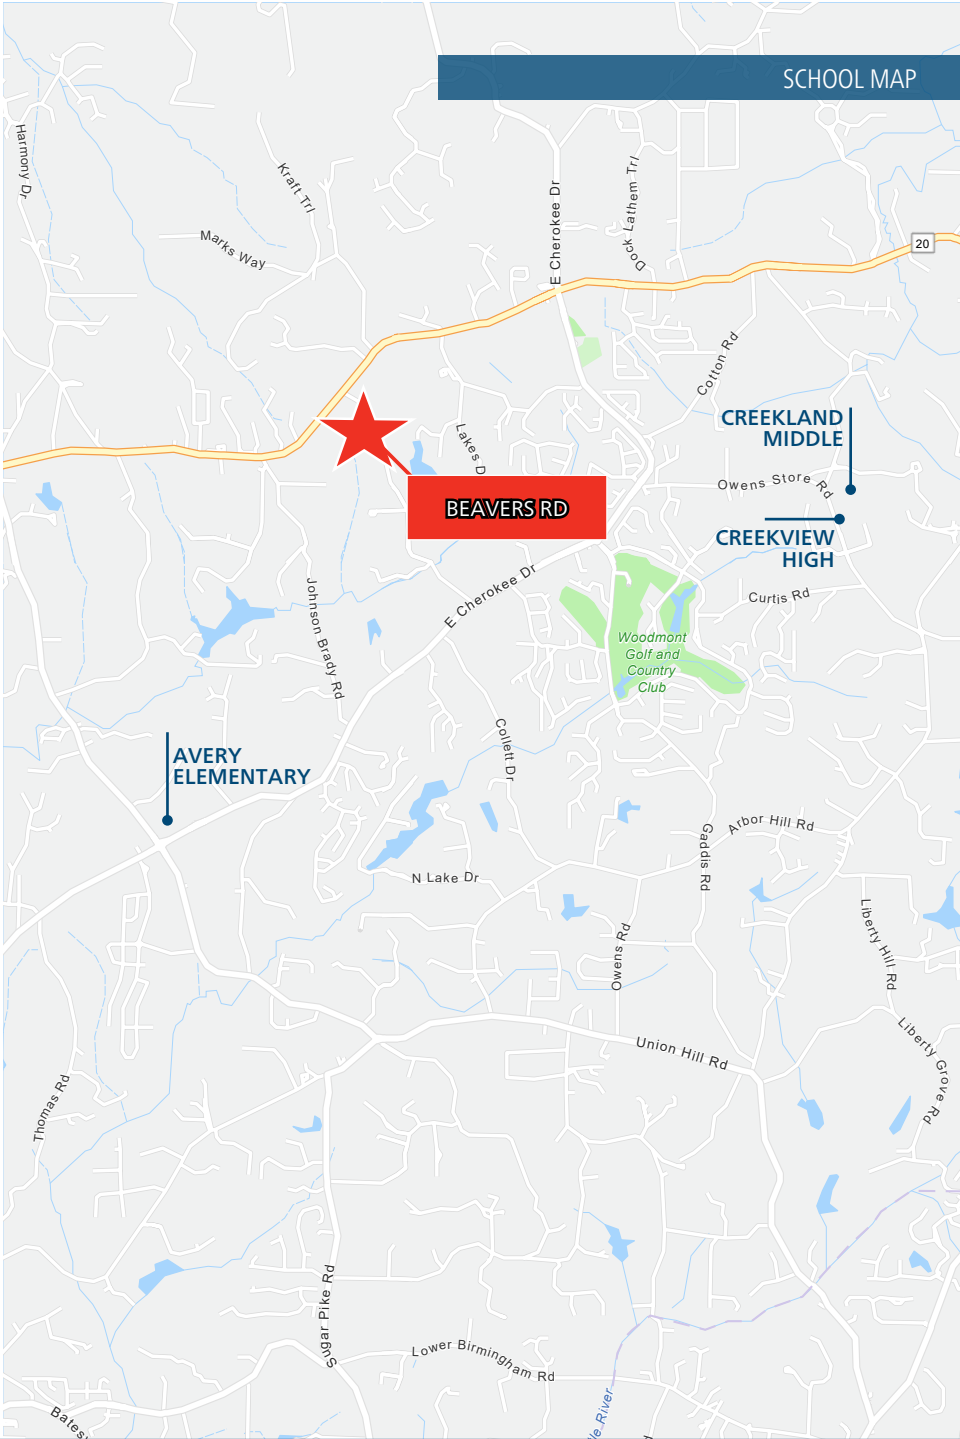 SCHOOL MAP
Harmony Dr
Kraft Trl
Marks Way
E Cherokee Dr
Dock Lathem Trl
20
Cotton Rd
CREEKLAND
MIDDLE
Lakes D
Owens Store Rd
BEAVERS RD
CREEKVIEW
HIGH
E Cherokee Dr
Johnson Brady Rd
Curtis Rd
Woodmont
Golf and
Country
Club
AVERY
ELEMENTARY
Collett Dr
Gaddis Rd
Arbor Hill Rd
N Lake Dr
Liberty Hill Rd
Owens Rd
Union Hill Rd
Liberty Grove Rd
Thomas Rd
Sugar Pike Rd
Lower Birmingham Rd
Bates
le River